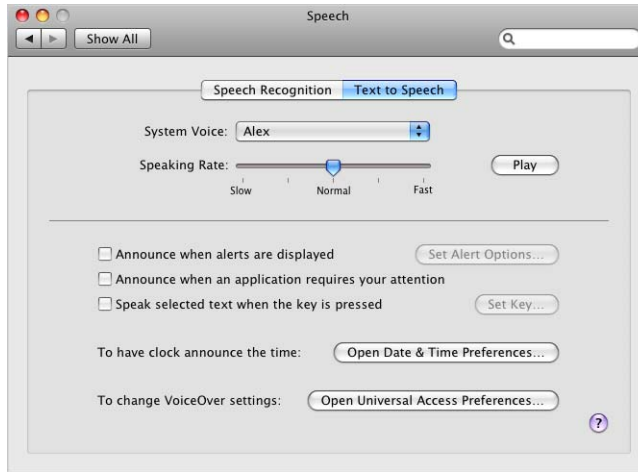 Speech
Show All
Speech Recognition Text to Speech
System Voice: Alex
Speaking Rate: Play
Slow Normal Fast
Announce when alerts are displayed Set Alert Options...
Announce when an application requires your attention
Speak selected text when the key is pressed Set Key...
To have clock announce the time: Open Date & Time Preferences...
To change VoiceOver settings: Open Universal Access Preferences...
?